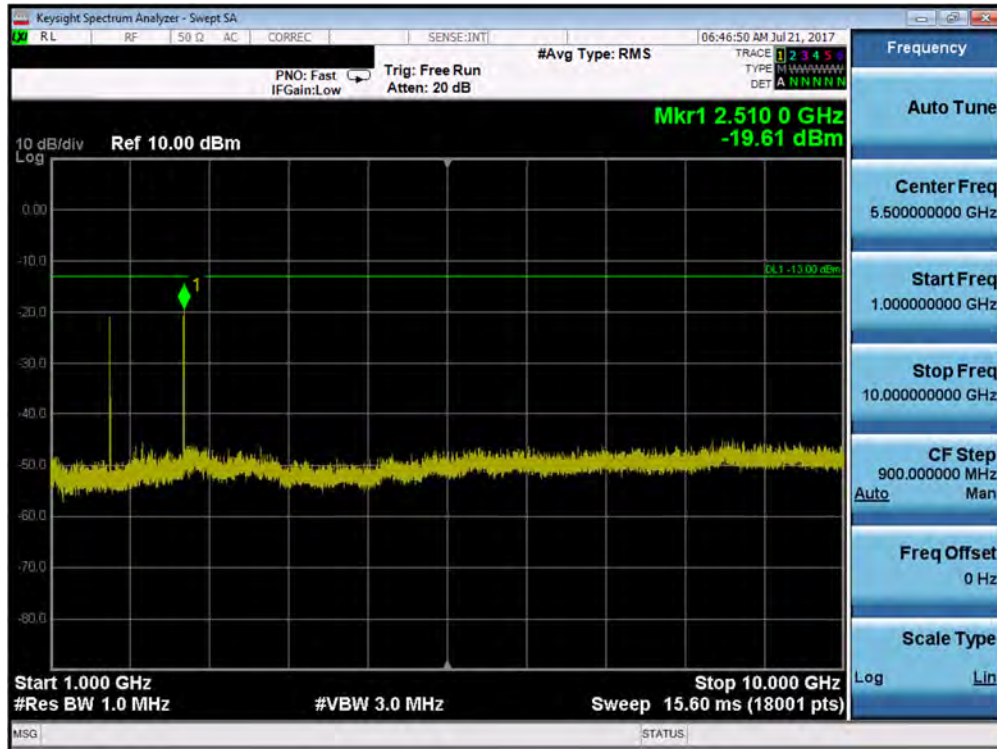 Keysight Spectrum Analyzer - Swept SA
LXI RL RF 50 Ω AC CORREC SENSE:INT 06:46:50 AM Jul 21, 2017
PNO: Fast Trig: Free Run #Avg Type: RMS TRACE 1 2 3 4 5 6
IFGain:Low Atten: 20 dB TYPE M WWWWW
DET A N N N N N
Mkr1 2.510 0 GHz
-19.61 dBm
10 dB/div Ref 10.00 dBm
Log
0.00
-10.0
DL1 -13.00 dBm
1
-20.0
-30.0
-40.0
-50.0
-60.0
-70.0
-80.0
Start 1.000 GHz Stop 10.000 GHz
#Res BW 1.0 MHz #VBW 3.0 MHz Sweep 15.60 ms (18001 pts)
MSG STATUS
Frequency
Auto Tune
Center Freq
5.500000000 GHz
Start Freq
1.000000000 GHz
Stop Freq
10.000000000 GHz
CF Step
900.000000 MHz
Auto Man
Freq Offset
0 Hz
Scale Type
Log Lin